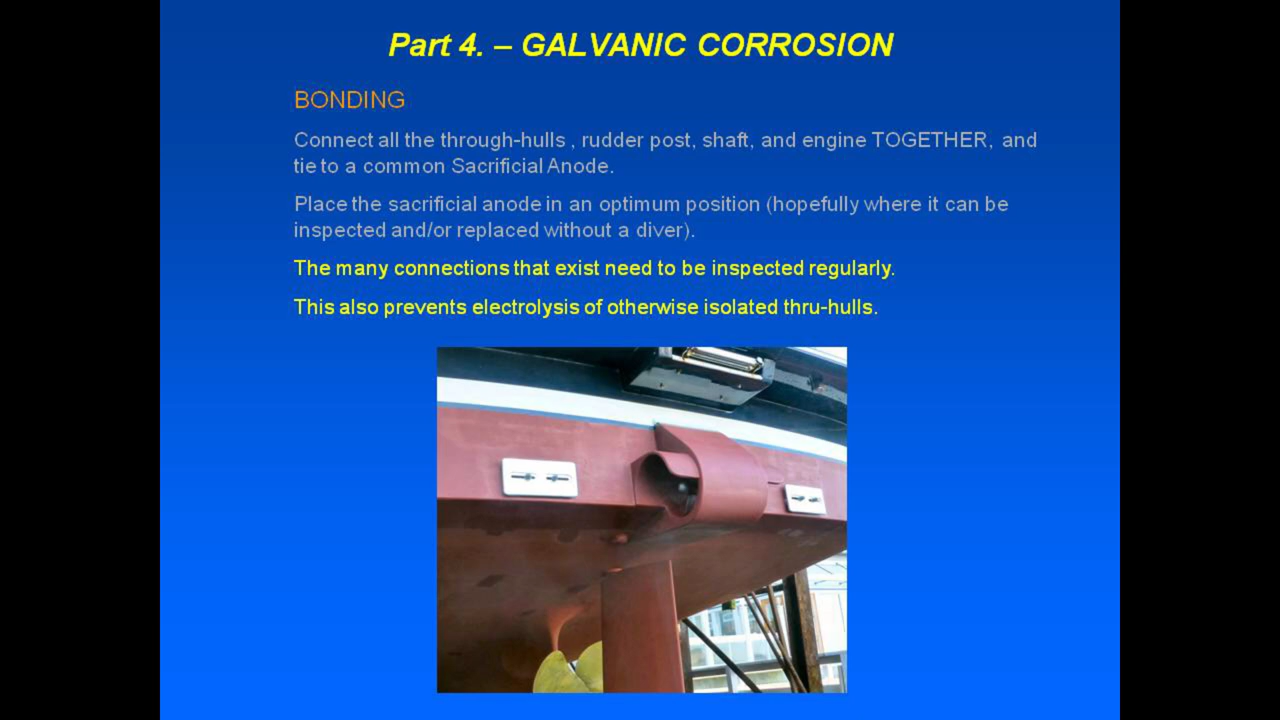 Part 4. – GALVANIC CORROSION
BONDING
Connect all the through-hulls , rudder post, shaft, and engine TOGETHER, and
tie to a common Sacrificial Anode.
Place the sacrificial anode in an optimum position (hopefully where it can be
inspected and/or replaced without a diver).
The many connections that exist need to be inspected regularly.
This also prevents electrolysis of otherwise isolated thru-hulls.